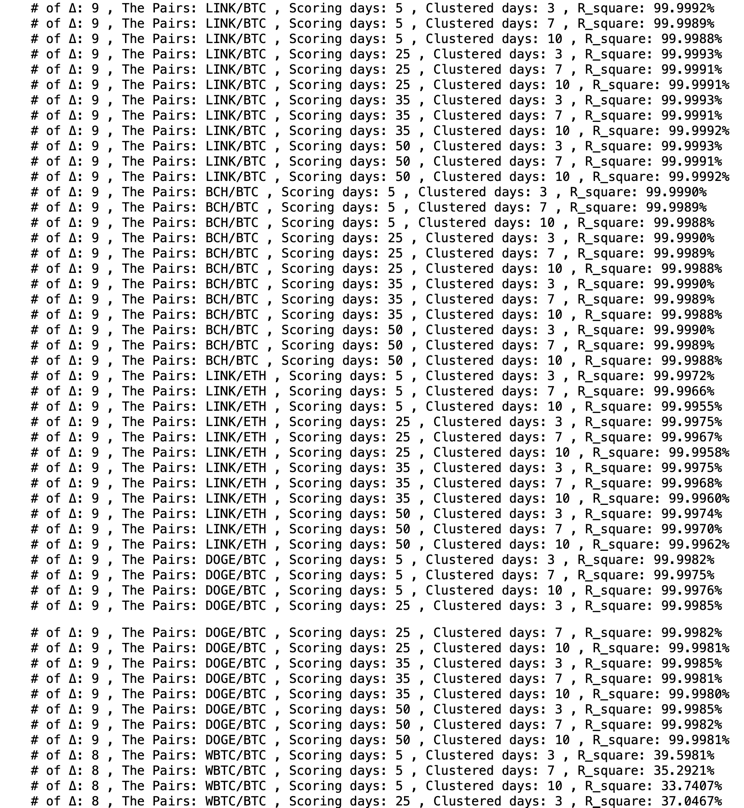 # of Δ: 9 , The Pairs: LINK/BTC , Scoring days: 5 , Clustered days: 3 , R_square: 99.9992%
# of Δ: 9 , The Pairs: LINK/BTC , Scoring days: 5 , Clustered days: 7 , R_square: 99.9989%
# of Δ: 9 , The Pairs: LINK/BTC , Scoring days: 5 , Clustered days: 10 , R_square: 99.9988%
# of Δ: 9 , The Pairs: LINK/BTC , Scoring days: 25 , Clustered days: 3 , R_square: 99.9993%
# of Δ: 9 , The Pairs: LINK/BTC , Scoring days: 25 , Clustered days: 7 , R_square: 99.9991%
# of Δ: 9 , The Pairs: LINK/BTC , Scoring days: 25 , Clustered days: 10 , R_square: 99.9991%
# of Δ: 9 , The Pairs: LINK/BTC , Scoring days: 35 , Clustered days: 3 , R_square: 99.9993%
# of Δ: 9 , The Pairs: LINK/BTC , Scoring days: 35 , Clustered days: 7 , R_square: 99.9991%
# of Δ: 9 , The Pairs: LINK/BTC , Scoring days: 35 , Clustered days: 10 , R_square: 99.9992%
# of Δ: 9 , The Pairs: LINK/BTC , Scoring days: 50 , Clustered days: 3 , R_square: 99.9993%
# of Δ: 9 , The Pairs: LINK/BTC , Scoring days: 50 , Clustered days: 7 , R_square: 99.9991%
# of Δ: 9 , The Pairs: LINK/BTC , Scoring days: 50 , Clustered days: 10 , R_square: 99.9992%
# of Δ: 9 , The Pairs: BCH/BTC , Scoring days: 5 , Clustered days: 3 , R_square: 99.9990%
# of Δ: 9 , The Pairs: BCH/BTC , Scoring days: 5 , Clustered days: 7 , R_square: 99.9989%
# of Δ: 9 , The Pairs: BCH/BTC , Scoring days: 5 , Clustered days: 10 , R_square: 99.9988%
# of Δ: 9 , The Pairs: BCH/BTC , Scoring days: 25 , Clustered days: 3 , R_square: 99.9990%
# of Δ: 9 , The Pairs: BCH/BTC , Scoring days: 25 , Clustered days: 7 , R_square: 99.9989%
# of Δ: 9 , The Pairs: BCH/BTC , Scoring days: 25 , Clustered days: 10 , R_square: 99.9988%
# of Δ: 9 , The Pairs: BCH/BTC , Scoring days: 35 , Clustered days: 3 , R_square: 99.9990%
# of Δ: 9 , The Pairs: BCH/BTC , Scoring days: 35 , Clustered days: 7 , R_square: 99.9989%
# of Δ: 9 , The Pairs: BCH/BTC , Scoring days: 35 , Clustered days: 10 , R_square: 99.9988%
# of Δ: 9 , The Pairs: BCH/BTC , Scoring days: 50 , Clustered days: 3 , R_square: 99.9990%
# of Δ: 9 , The Pairs: BCH/BTC , Scoring days: 50 , Clustered days: 7 , R_square: 99.9989%
# of Δ: 9 , The Pairs: BCH/BTC , Scoring days: 50 , Clustered days: 10 , R_square: 99.9988%
# of Δ: 9 , The Pairs: LINK/ETH , Scoring days: 5 , Clustered days: 3 , R_square: 99.9972%
# of Δ: 9 , The Pairs: LINK/ETH , Scoring days: 5 , Clustered days: 7 , R_square: 99.9966%
# of Δ: 9 , The Pairs: LINK/ETH , Scoring days: 5 , Clustered days: 10 , R_square: 99.9955%
# of Δ: 9 , The Pairs: LINK/ETH , Scoring days: 25 , Clustered days: 3 , R_square: 99.9975%
# of Δ: 9 , The Pairs: LINK/ETH , Scoring days: 25 , Clustered days: 7 , R_square: 99.9967%
# of Δ: 9 , The Pairs: LINK/ETH , Scoring days: 25 , Clustered days: 10 , R_square: 99.9958%
# of Δ: 9 , The Pairs: LINK/ETH , Scoring days: 35 , Clustered days: 3 , R_square: 99.9975%
# of Δ: 9 , The Pairs: LINK/ETH , Scoring days: 35 , Clustered days: 7 , R_square: 99.9968%
# of Δ: 9 , The Pairs: LINK/ETH , Scoring days: 35 , Clustered days: 10 , R_square: 99.9960%
# of Δ: 9 , The Pairs: LINK/ETH , Scoring days: 50 , Clustered days: 3 , R_square: 99.9974%
# of Δ: 9 , The Pairs: LINK/ETH , Scoring days: 50 , Clustered days: 7 , R_square: 99.9970%
# of Δ: 9 , The Pairs: LINK/ETH , Scoring days: 50 , Clustered days: 10 , R_square: 99.9962%
# of Δ: 9 , The Pairs: DOGE/BTC , Scoring days: 5 , Clustered days: 3 , R_square: 99.9982%
# of Δ: 9 , The Pairs: DOGE/BTC , Scoring days: 5 , Clustered days: 7 , R_square: 99.9975%
# of Δ: 9 , The Pairs: DOGE/BTC , Scoring days: 5 , Clustered days: 10 , R_square: 99.9976%
# of Δ: 9 , The Pairs: DOGE/BTC , Scoring days: 25 , Clustered days: 3 , R_square: 99.9985%
# of Δ: 9 , The Pairs: DOGE/BTC , Scoring days: 25 , Clustered days: 7 , R_square: 99.9982%
# of Δ: 9 , The Pairs: DOGE/BTC , Scoring days: 25 , Clustered days: 10 , R_square: 99.9981%
# of Δ: 9 , The Pairs: DOGE/BTC , Scoring days: 35 , Clustered days: 3 , R_square: 99.9985%
# of Δ: 9 , The Pairs: DOGE/BTC , Scoring days: 35 , Clustered days: 7 , R_square: 99.9981%
# of Δ: 9 , The Pairs: DOGE/BTC , Scoring days: 35 , Clustered days: 10 , R_square: 99.9980%
# of Δ: 9 , The Pairs: DOGE/BTC , Scoring days: 50 , Clustered days: 3 , R_square: 99.9985%
# of Δ: 9 , The Pairs: DOGE/BTC , Scoring days: 50 , Clustered days: 7 , R_square: 99.9982%
# of Δ: 9 , The Pairs: DOGE/BTC , Scoring days: 50 , Clustered days: 10 , R_square: 99.9981%
# of Δ: 8 , The Pairs: WBTC/BTC , Scoring days: 5 , Clustered days: 3 , R_square: 39.5981%
# of Δ: 8 , The Pairs: WBTC/BTC , Scoring days: 5 , Clustered days: 7 , R_square: 35.2921%
# of Δ: 8 , The Pairs: WBTC/BTC , Scoring days: 5 , Clustered days: 10 , R_square: 33.7407%
# of Δ: 8 , The Pairs: WBTC/BTC , Scoring days: 25 , Clustered days: 3 , R_square: 37.0467%